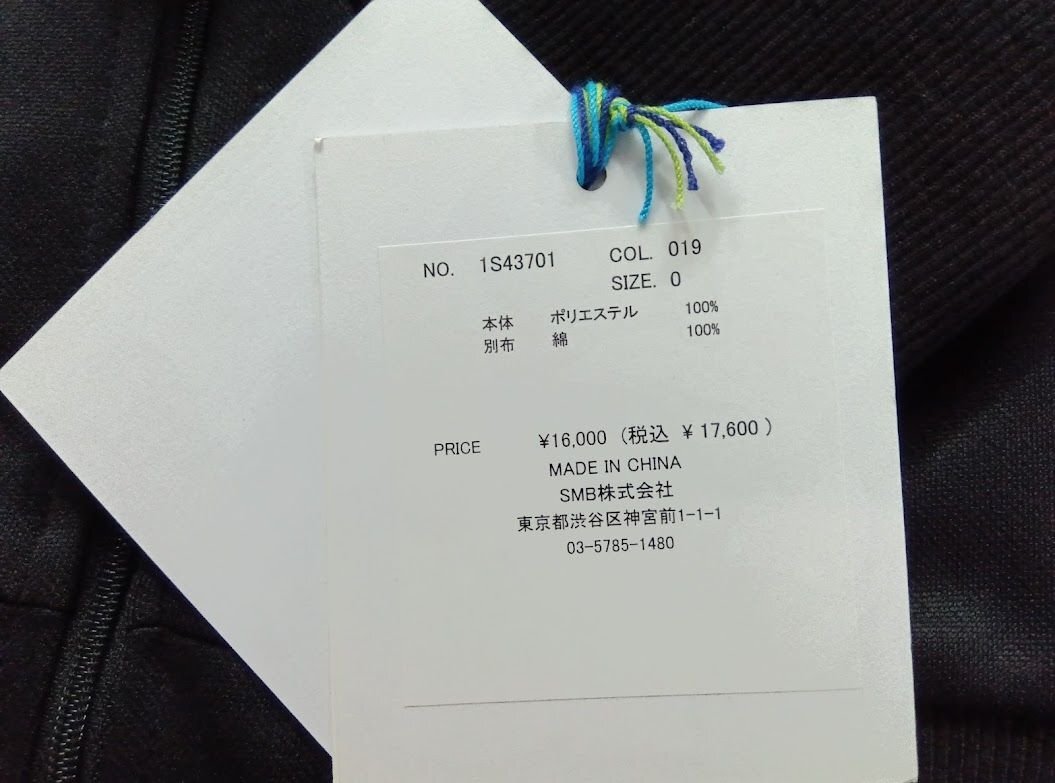 NO. 1S43701 COL. 019
SIZE. 0
本体 ポリエステル 100%
別布 綿 100%
PRICE ¥16,000 (税込 ¥17,600)
MADE IN CHINA
SMB株式会社
東京都渋谷区神宮前1-1-1
03-5785-1480